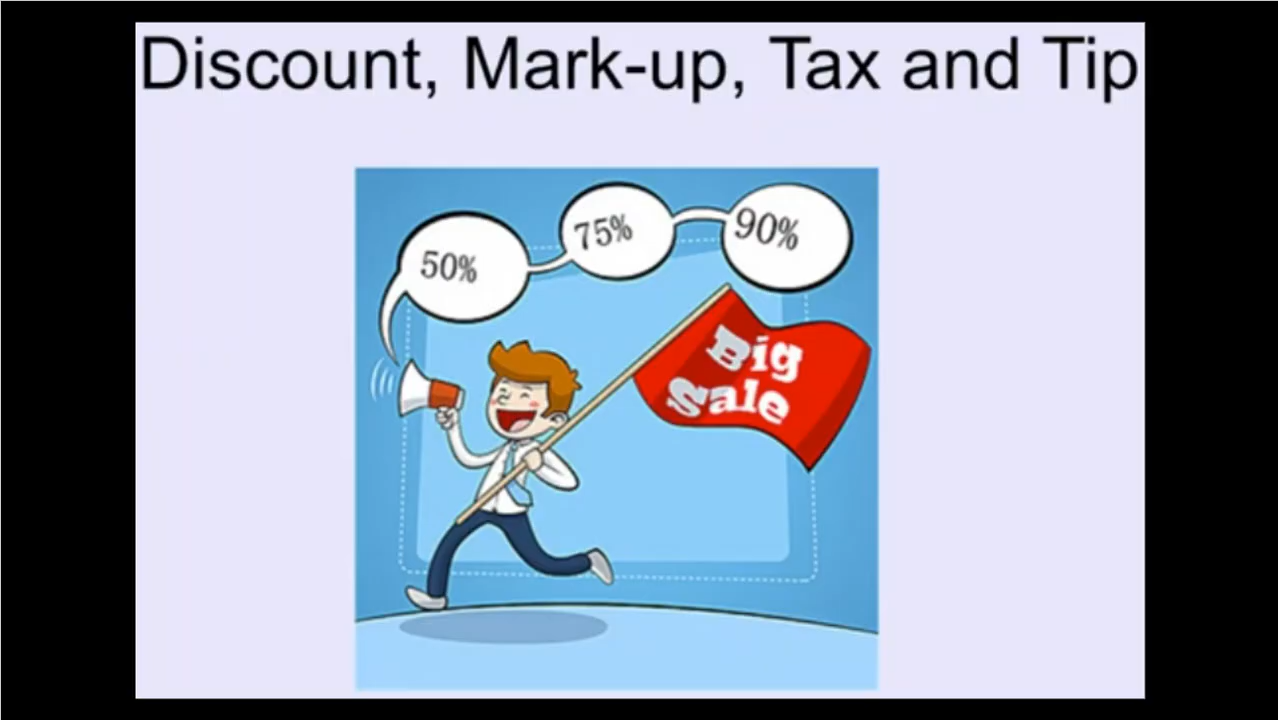 Discount, Mark-up, Tax and Tip
50%
75%
90%
Big
Sale